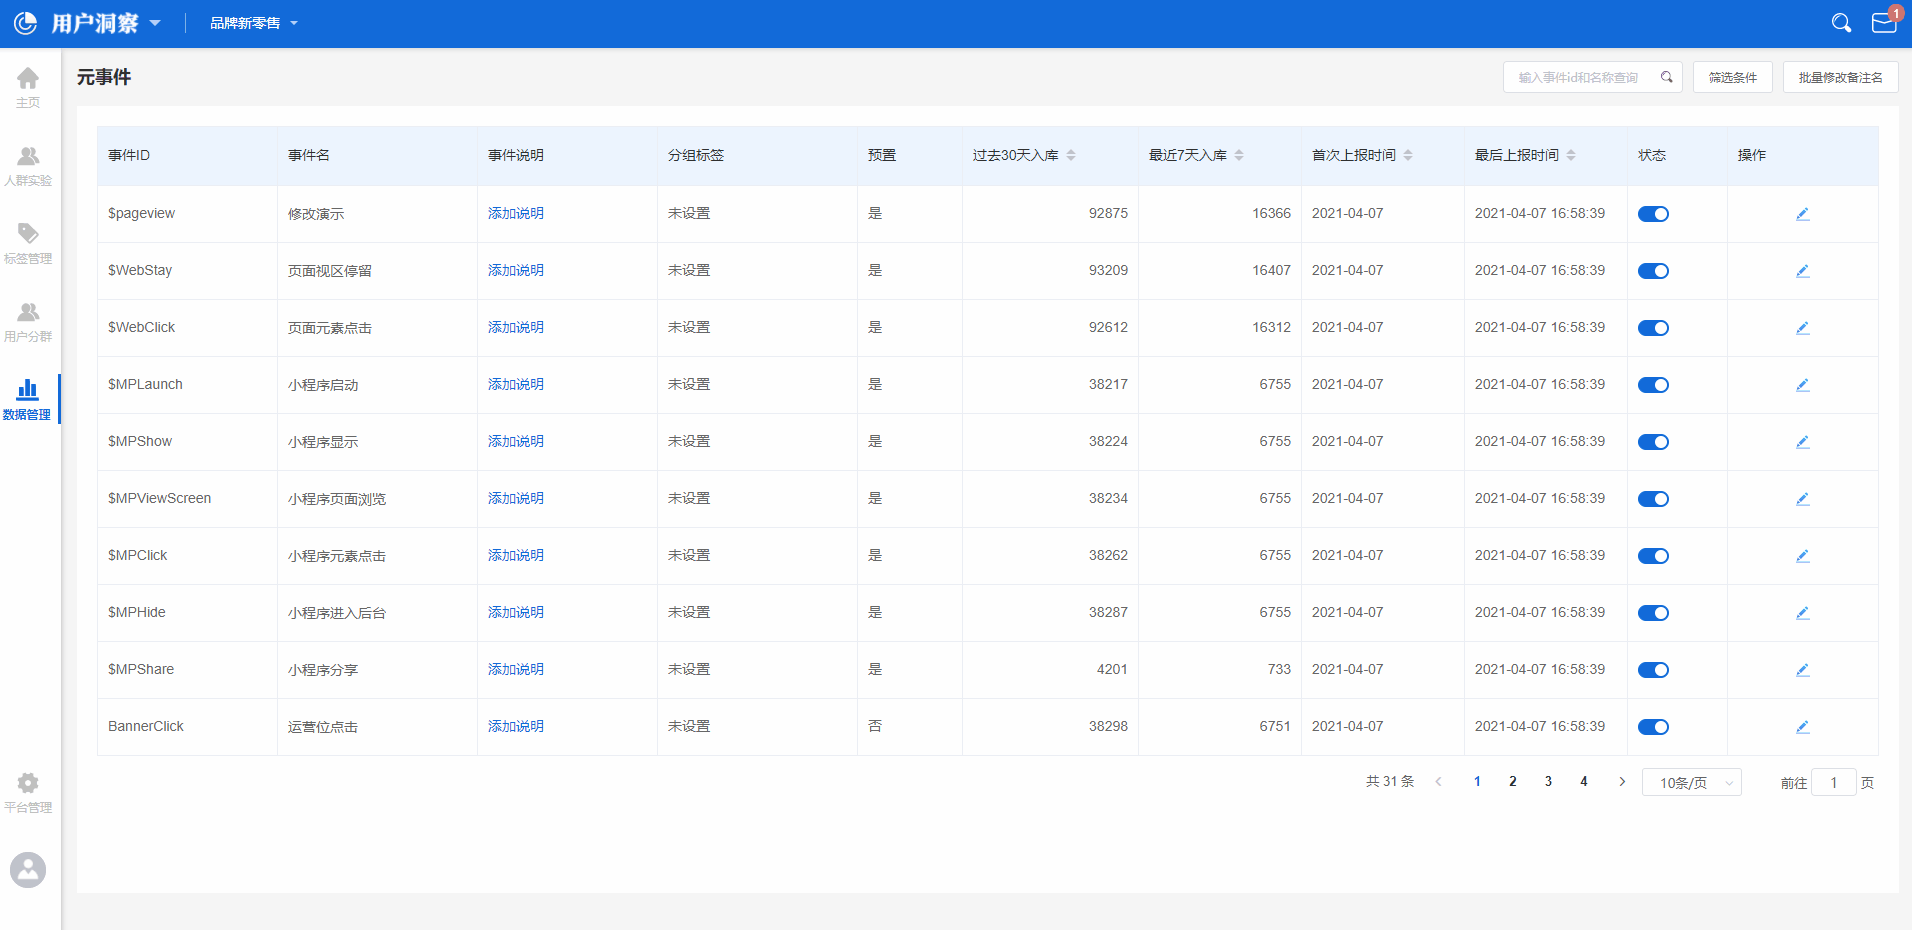 用户洞察 品牌新零售 1
元事件 输入事件id和名称查询 筛选条件 批量修改备注名
主页
人群实验
标签管理
用户分群
数据管理
平台管理
事件ID 事件名 事件说明 分组标签 预置 过去30天入库 最近7天入库 首次上报时间 最后上报时间 状态 操作
$pageview 修改演示 添加说明 未设置 是 92875 16366 2021-04-07 2021-04-07 16:58:39
$WebStay 页面视区停留 添加说明 未设置 是 93209 16407 2021-04-07 2021-04-07 16:58:39
$WebClick 页面元素点击 添加说明 未设置 是 92612 16312 2021-04-07 2021-04-07 16:58:39
$MPLaunch 小程序启动 添加说明 未设置 是 38217 6755 2021-04-07 2021-04-07 16:58:39
$MPShow 小程序显示 添加说明 未设置 是 38224 6755 2021-04-07 2021-04-07 16:58:39
$MPViewScreen 小程序页面浏览 添加说明 未设置 是 38234 6755 2021-04-07 2021-04-07 16:58:39
$MPClick 小程序元素点击 添加说明 未设置 是 38262 6755 2021-04-07 2021-04-07 16:58:39
$MPHide 小程序进入后台 添加说明 未设置 是 38287 6755 2021-04-07 2021-04-07 16:58:39
$MPShare 小程序分享 添加说明 未设置 是 4201 733 2021-04-07 2021-04-07 16:58:39
BannerClick 运营位点击 添加说明 未设置 否 38298 6751 2021-04-07 2021-04-07 16:58:39
共 31 条 1 2 3 4 10条/页 前往 1 页